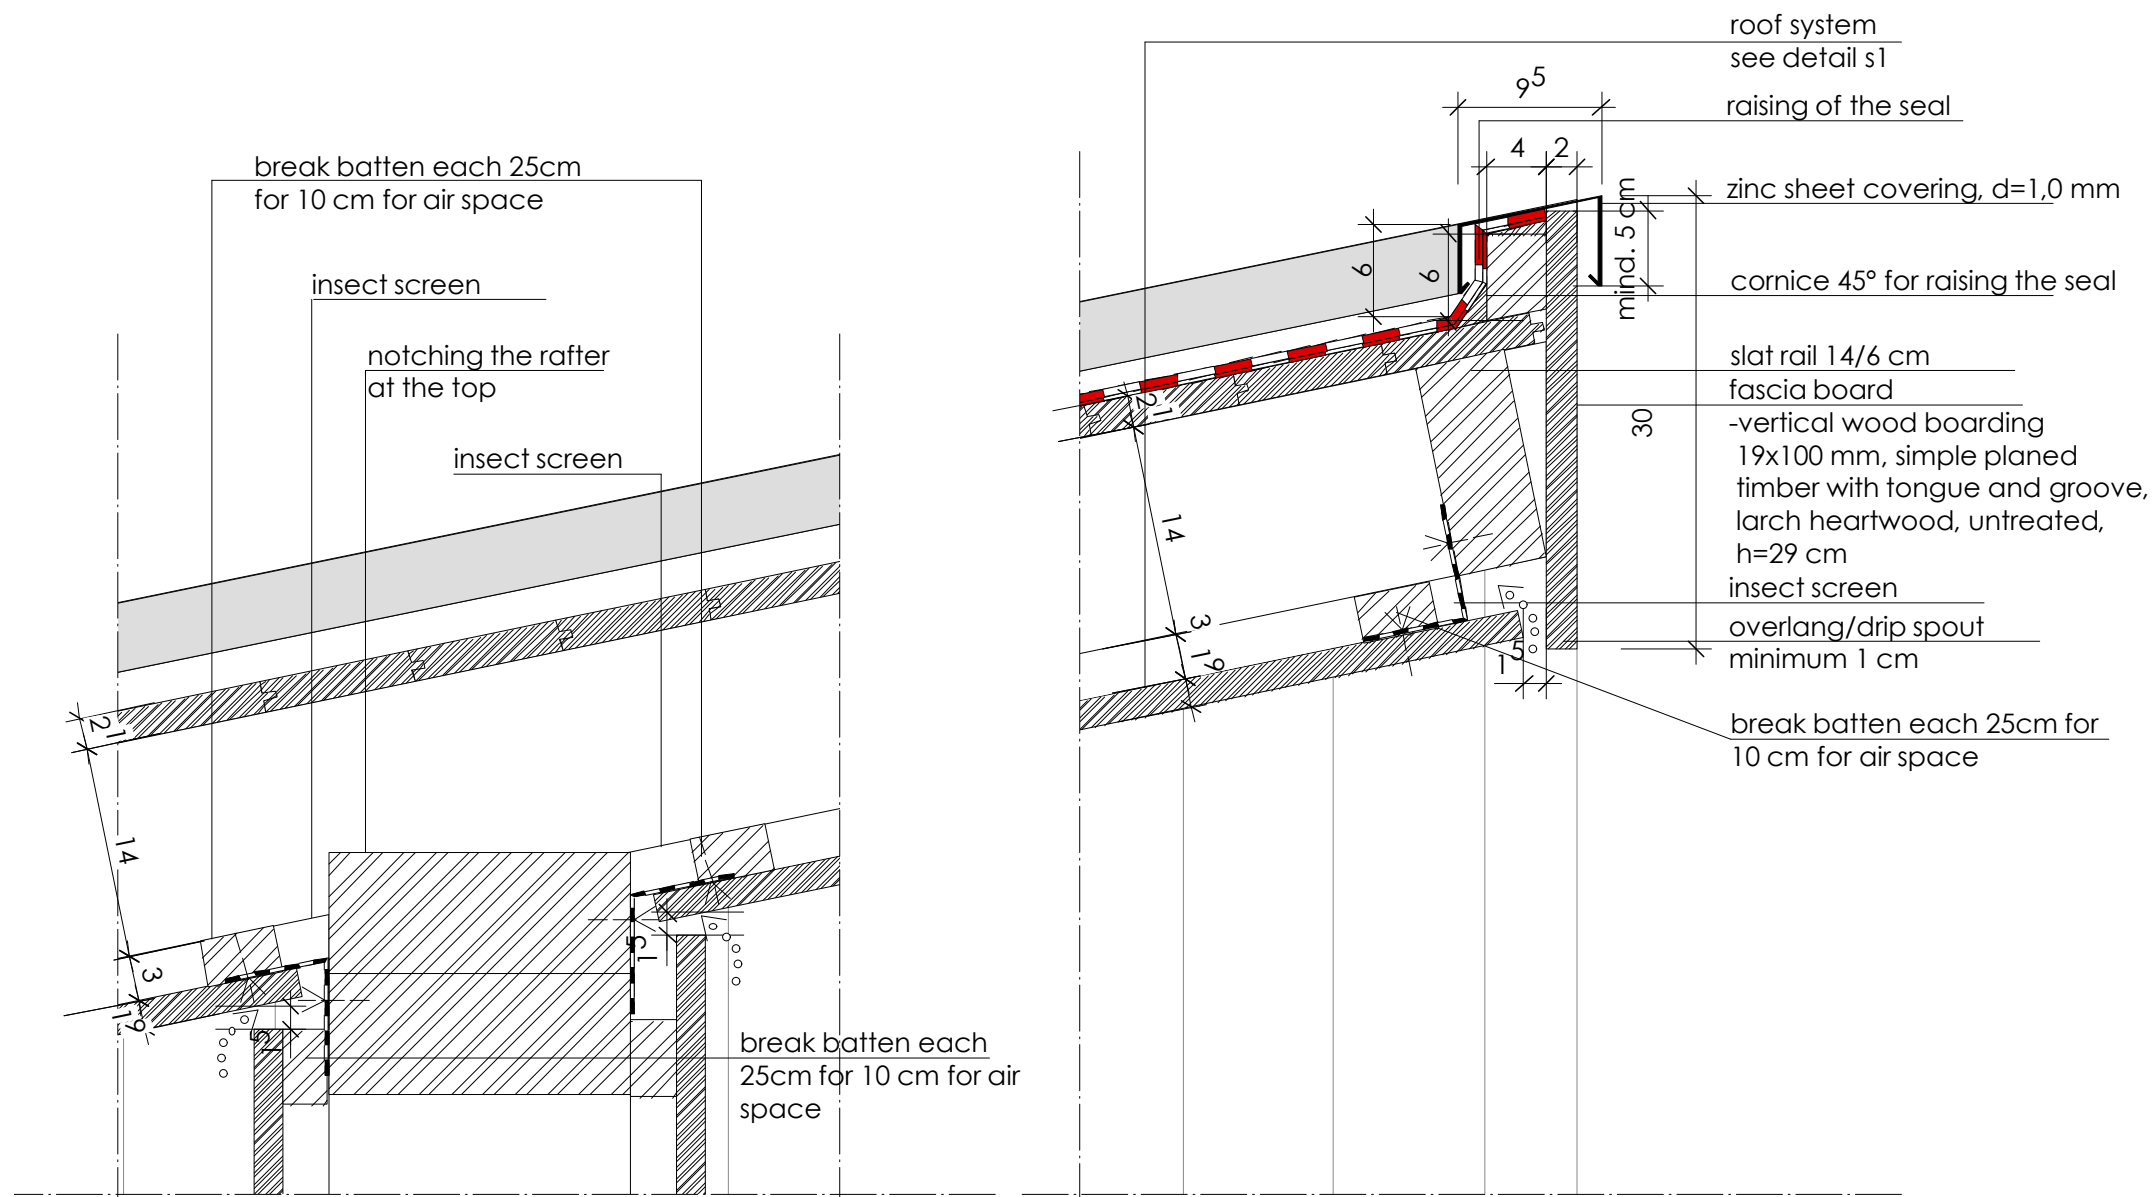 break batten each 25cm
for 10 cm for air space
insect screen
notching the rafter
at the top
insect screen
21
14
3
19
1⁵
1⁵
break batten each
25cm for 10 cm for air
space
roof system
see detail s1
9⁵
raising of the seal
4
2
zinc sheet covering, d=1,0 mm
mind. 5 cm
6
6
cornice 45° for raising the seal
slat rail 14/6 cm
fascia board
-vertical wood boarding
19x100 mm, simple planed
timber with tongue and groove,
larch heartwood, untreated,
h=29 cm
30
21
14
3
19
insect screen
overlang/drip spout
minimum 1 cm
1⁵
break batten each 25cm for
10 cm for air space